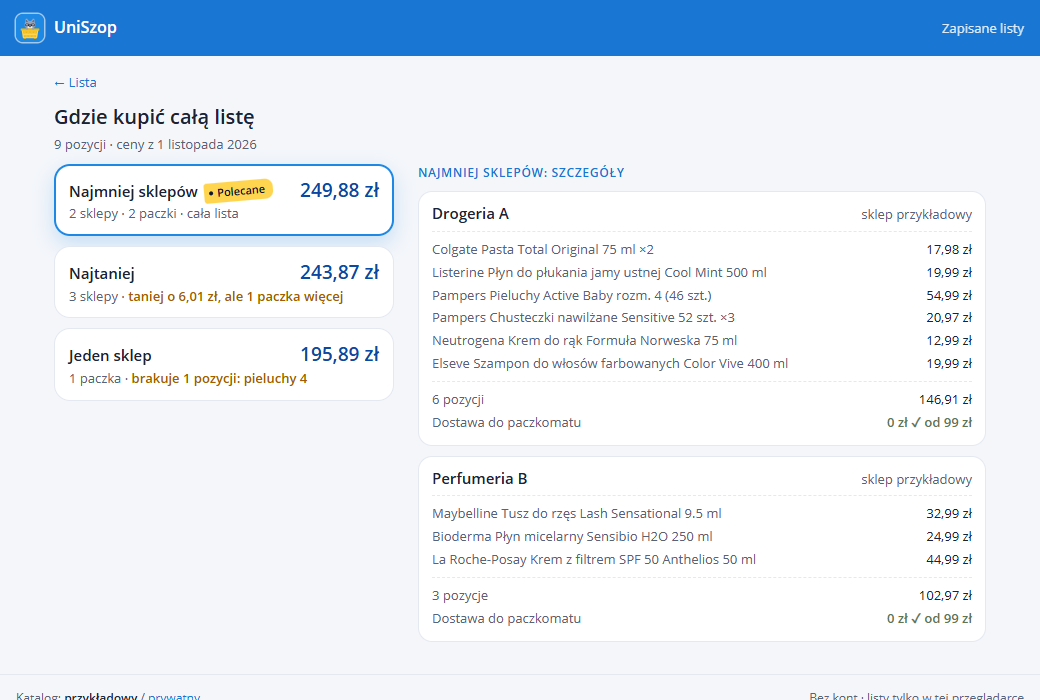 UniSzop
Zapisane listy
← Lista
Gdzie kupić całą listę
9 pozycji · ceny z 1 listopada 2026
Najmniej sklepów • Polecane 249,88 zł
2 sklepy · 2 paczki · cała lista
Najtaniej 243,87 zł
3 sklepy · taniej o 6,01 zł, ale 1 paczka więcej
Jeden sklep 195,89 zł
1 paczka · brakuje 1 pozycji: pieluchy 4
NAJMNIEJ SKLEPÓW: SZCZEGÓŁY
Drogeria A sklep przykładowy
Colgate Pasta Total Original 75 ml ×2 17,98 zł
Listerine Płyn do płukania jamy ustnej Cool Mint 500 ml 19,99 zł
Pampers Pieluchy Active Baby rozm. 4 (46 szt.) 54,99 zł
Pampers Chusteczki nawilżane Sensitive 52 szt. ×3 20,97 zł
Neutrogena Krem do rąk Formuła Norweska 75 ml 12,99 zł
Elseve Szampon do włosów farbowanych Color Vive 400 ml 19,99 zł
6 pozycji 146,91 zł
Dostawa do paczkomatu 0 zł ✓ od 99 zł
Perfumeria B sklep przykładowy
Maybelline Tusz do rzęs Lash Sensational 9.5 ml 32,99 zł
Bioderma Płyn micelarny Sensibio H2O 250 ml 24,99 zł
La Roche-Posay Krem z filtrem SPF 50 Anthelios 50 ml 44,99 zł
3 pozycje 102,97 zł
Dostawa do paczkomatu 0 zł ✓ od 99 zł
Katalog: przykładowy / prywatny
Bez kont · listy tylko w tej przeglądarce